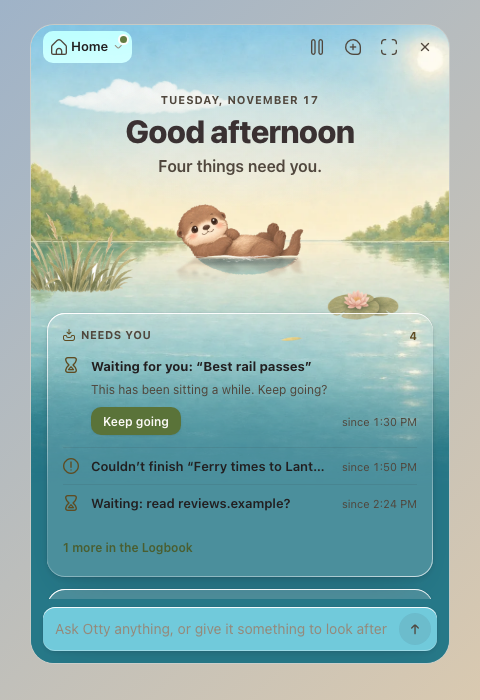 Home
TUESDAY, NOVEMBER 17
Good afternoon
Four things need you.
NEEDS YOU 4
Waiting for you: “Best rail passes”
This has been sitting a while. Keep going?
Keep going since 1:30 PM
Couldn’t finish “Ferry times to Lant... since 1:50 PM
Waiting: read reviews.example? since 2:24 PM
1 more in the Logbook
Ask Otty anything, or give it something to look after